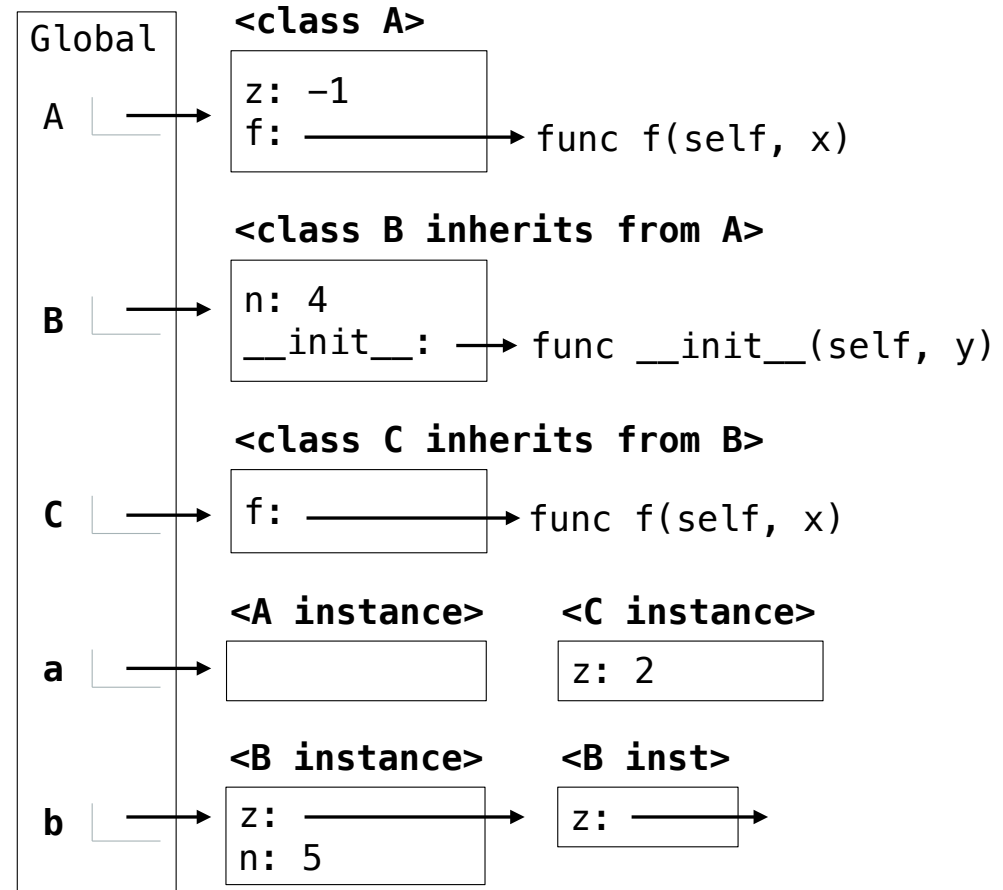 Global
<class A>
A
z: −1
f:
func f(self, x)
<class B inherits from A>
B
n: 4
__init__:
func __init__(self, y)
<class C inherits from B>
C
f:
func f(self, x)
<A instance>
<C instance>
a
z: 2
<B instance>
<B inst>
b
z:
n: 5
z: